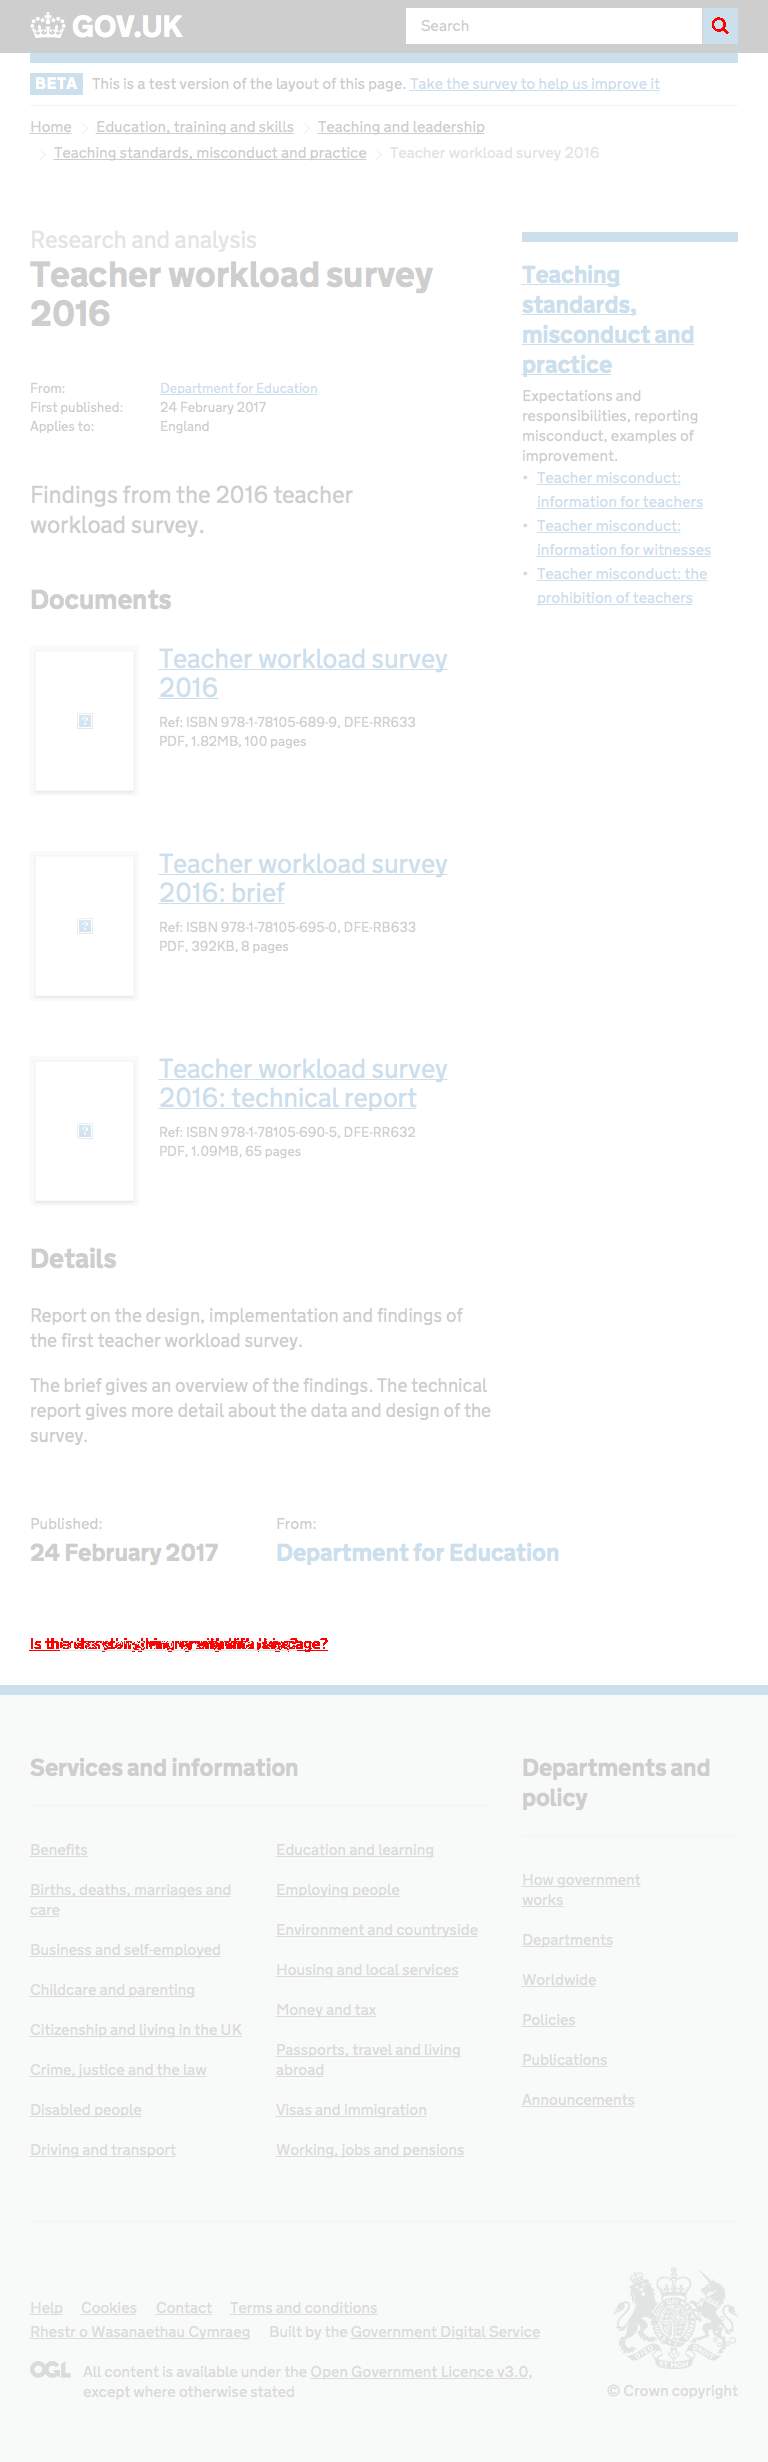 GOV.UK
Search
BETA This is a test version of the layout of this page. Take the survey to help us improve it
Home
Education, training and skills
Teaching and leadership
Teaching standards, misconduct and practice
Teacher workload survey 2016
Research and analysis
Teacher workload survey
2016
From: Department for Education
First published: 24 February 2017
Applies to: England
Findings from the 2016 teacher
workload survey.
Teaching
standards,
misconduct and
practice
Expectations and
responsibilities, reporting
misconduct, examples of
improvement.
• Teacher misconduct:
information for teachers
• Teacher misconduct:
information for witnesses
• Teacher misconduct: the
prohibition of teachers
Documents
Teacher workload survey
2016
Ref: ISBN 978-1-78105-689-9, DFE-RR633
PDF, 1.82MB, 100 pages
Teacher workload survey
2016: brief
Ref: ISBN 978-1-78105-695-0, DFE-RB633
PDF, 392KB, 8 pages
Teacher workload survey
2016: technical report
Ref: ISBN 978-1-78105-690-5, DFE-RR632
PDF, 1.09MB, 65 pages
Details
Report on the design, implementation and findings of
the first teacher workload survey.
The brief gives an overview of the findings. The technical
report gives more detail about the data and design of the
survey.
Published:
24 February 2017
From:
Department for Education
Services and information
Benefits
Births, deaths, marriages and
care
Business and self-employed
Childcare and parenting
Citizenship and living in the UK
Crime, justice and the law
Disabled people
Driving and transport
Education and learning
Employing people
Environment and countryside
Housing and local services
Money and tax
Passports, travel and living
abroad
Visas and immigration
Working, jobs and pensions
Departments and
policy
How government
works
Departments
Worldwide
Policies
Publications
Announcements
Help Cookies Contact Terms and conditions
Rhestr o Wasanaethau Cymraeg Built by the Government Digital Service
OGL All content is available under the Open Government Licence v3.0,
except where otherwise stated
© Crown copyright